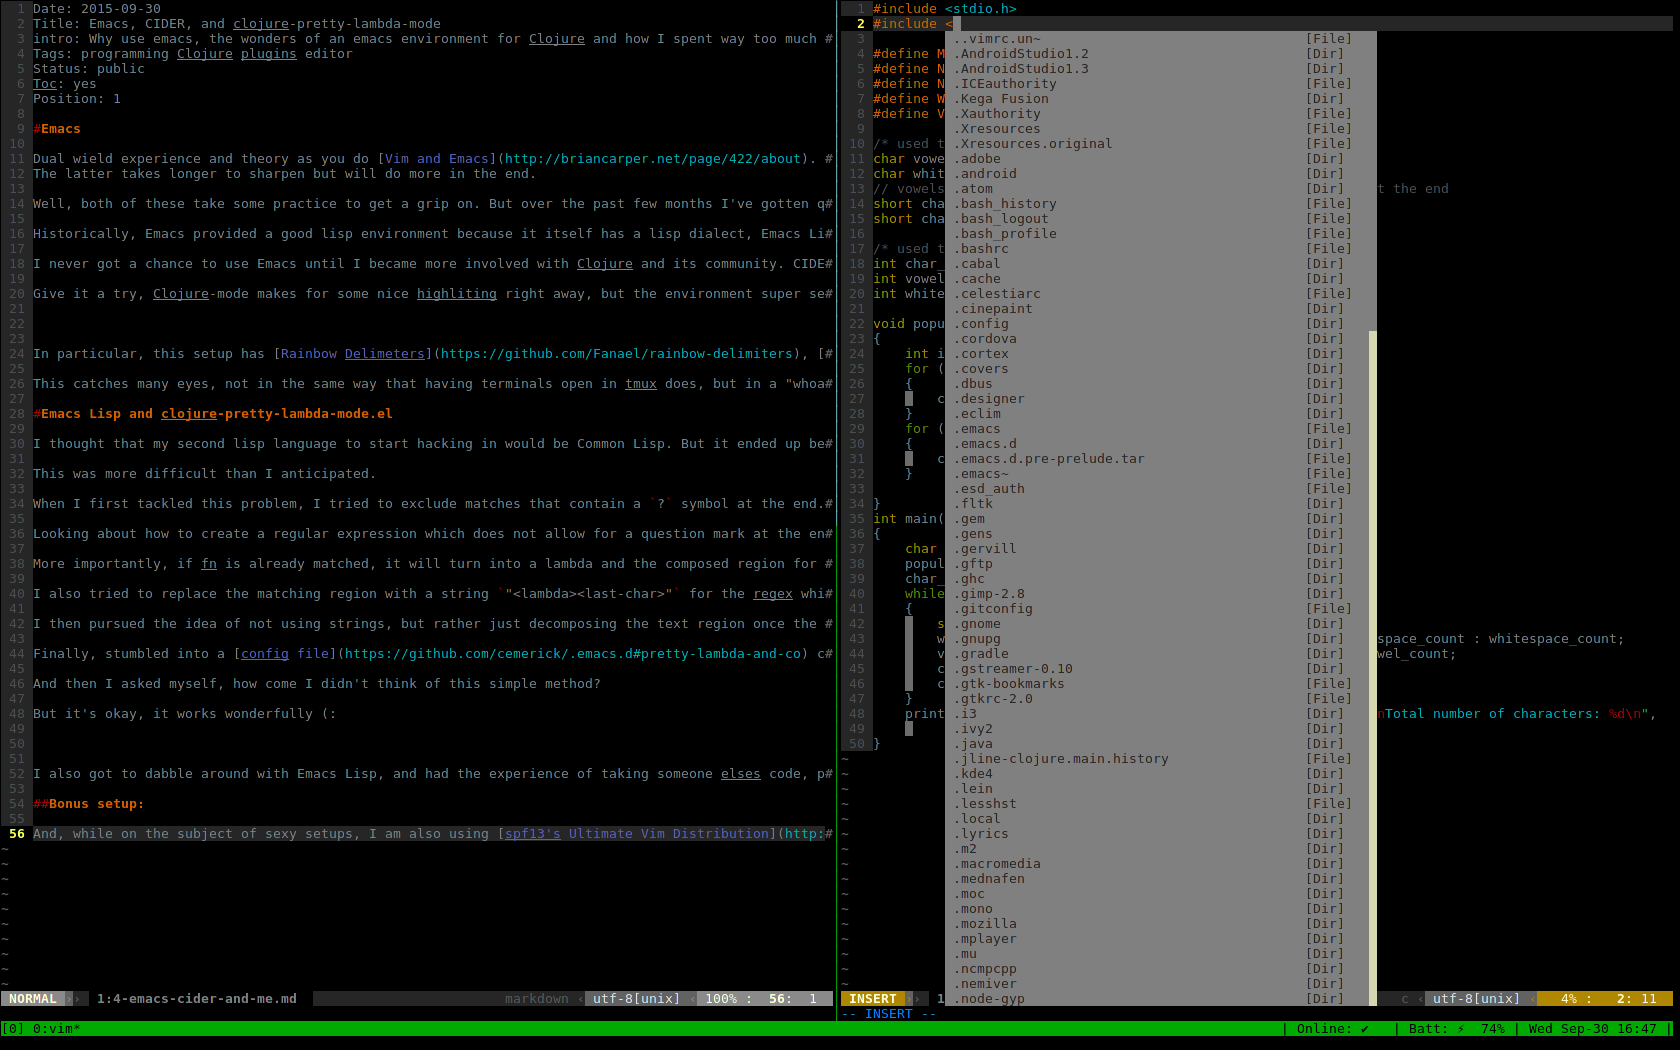 1 Date: 2015-09-30
2 Title: Emacs, CIDER, and clojure-pretty-lambda-mode
3 intro: Why use emacs, the wonders of an emacs environment for Clojure and how I spent way too much #
4 Tags: programming Clojure plugins editor
5 Status: public
6 Toc: yes
7 Position: 1
8
9 #Emacs
10
11 Dual wield experience and theory as you do [Vim and Emacs](http://briancarper.net/page/422/about). #
12 The latter takes longer to sharpen but will do more in the end.
13
14 Well, both of these take some practice to get a grip on. But over the past few months I've gotten q#
15
16 Historically, Emacs provided a good lisp environment because it itself has a lisp dialect, Emacs Li#
17
18 I never got a chance to use Emacs until I became more involved with Clojure and its community. CIDE#
19
20 Give it a try, Clojure-mode makes for some nice highliting right away, but the environment super se#
21
22
23
24 In particular, this setup has [Rainbow Delimeters](https://github.com/Fanael/rainbow-delimiters), [#
25
26 This catches many eyes, not in the same way that having terminals open in tmux does, but in a "whoa#
27
28 #Emacs Lisp and clojure-pretty-lambda-mode.el
29
30 I thought that my second lisp language to start hacking in would be Common Lisp. But it ended up be#
31
32 This was more difficult than I anticipated.
33
34 When I first tackled this problem, I tried to exclude matches that contain a `?` symbol at the end.#
35
36 Looking about how to create a regular expression which does not allow for a question mark at the en#
37
38 More importantly, if fn is already matched, it will turn into a lambda and the composed region for #
39
40 I also tried to replace the matching region with a string `"<lambda><last-char>"` for the regex whi#
41
42 I then pursued the idea of not using strings, but rather just decomposing the text region once the #
43
44 Finally, stumbled into a [config file](https://github.com/cemerick/.emacs.d#pretty-lambda-and-co) c#
45
46 And then I asked myself, how come I didn't think of this simple method?
47
48 But it's okay, it works wonderfully (:
49
50
51
52 I also got to dabble around with Emacs Lisp, and had the experience of taking someone elses code, p#
53
54 ##Bonus setup:
55
56 And, while on the subject of sexy setups, I am also using [spf13's Ultimate Vim Distribution](http:#
~
~
~
~
~
~
~
~
~
~
NORMAL 1:4-emacs-cider-and-me.md markdown ‹ utf-8[unix] ‹ 100% : 56: 1
1 #include <stdio.h>
2 #include <
3 ..vimrc.un~ [File]
4 #define M .AndroidStudio1.2 [Dir]
5 #define N .AndroidStudio1.3 [Dir]
6 #define N .ICEauthority [File]
7 #define W .Kega Fusion [Dir]
8 #define V .Xauthority [File]
9 .Xresources [File]
10 /* used t .Xresources.original [File]
11 char vowe .adobe [Dir]
12 char whit .android [Dir]
13 // vowels .atom [Dir] t the end
14 short cha .bash_history [File]
15 short cha .bash_logout [File]
16 .bash_profile [File]
17 /* used t .bashrc [File]
18 int char_ .cabal [Dir]
19 int vowel .cache [Dir]
20 int white .celestiarc [File]
21 .cinepaint [Dir]
22 void popu .config [Dir]
23 { .cordova [Dir]
24 int i .cortex [Dir]
25 for ( .covers [Dir]
26 { .dbus [Dir]
27 c .designer [Dir]
28 } .eclim [Dir]
29 for ( .emacs [File]
30 { .emacs.d [Dir]
31 c .emacs.d.pre-prelude.tar [File]
32 } .emacs~ [File]
33 .esd_auth [File]
34 } .fltk [Dir]
35 int main( .gem [Dir]
36 { .gens [Dir]
37 char .gervill [Dir]
38 popul .gftp [Dir]
39 char_ .ghc [Dir]
40 while .gimp-2.8 [Dir]
41 { .gitconfig [File]
42 s .gnome [Dir]
43 w .gnupg [Dir] space_count : whitespace_count;
44 v .gradle [Dir] wel_count;
45 c .gstreamer-0.10 [Dir]
46 c .gtk-bookmarks [File]
47 } .gtkrc-2.0 [File]
48 print .i3 [Dir] nTotal number of characters: %d\n",
49 .ivy2 [Dir]
50 } .java [Dir]
~ .jline-clojure.main.history [File]
~ .kde4 [Dir]
~ .lein [Dir]
~ .lesshst [File]
~ .local [Dir]
~ .lyrics [Dir]
~ .m2 [Dir]
~ .macromedia [Dir]
~ .mednafen [Dir]
~ .moc [Dir]
~ .mono [Dir]
~ .mozilla [Dir]
~ .mplayer [Dir]
~ .mu [Dir]
~ .ncmpcpp [Dir]
~ .nemiver [Dir]
INSERT 1 .node-gyp [Dir] c ‹ utf-8[unix] ‹ 4% : 2: 11
-- INSERT --
[0] 0:vim* | Online: ✔ | Batt: ⚡ 74% | Wed Sep-30 16:47 |